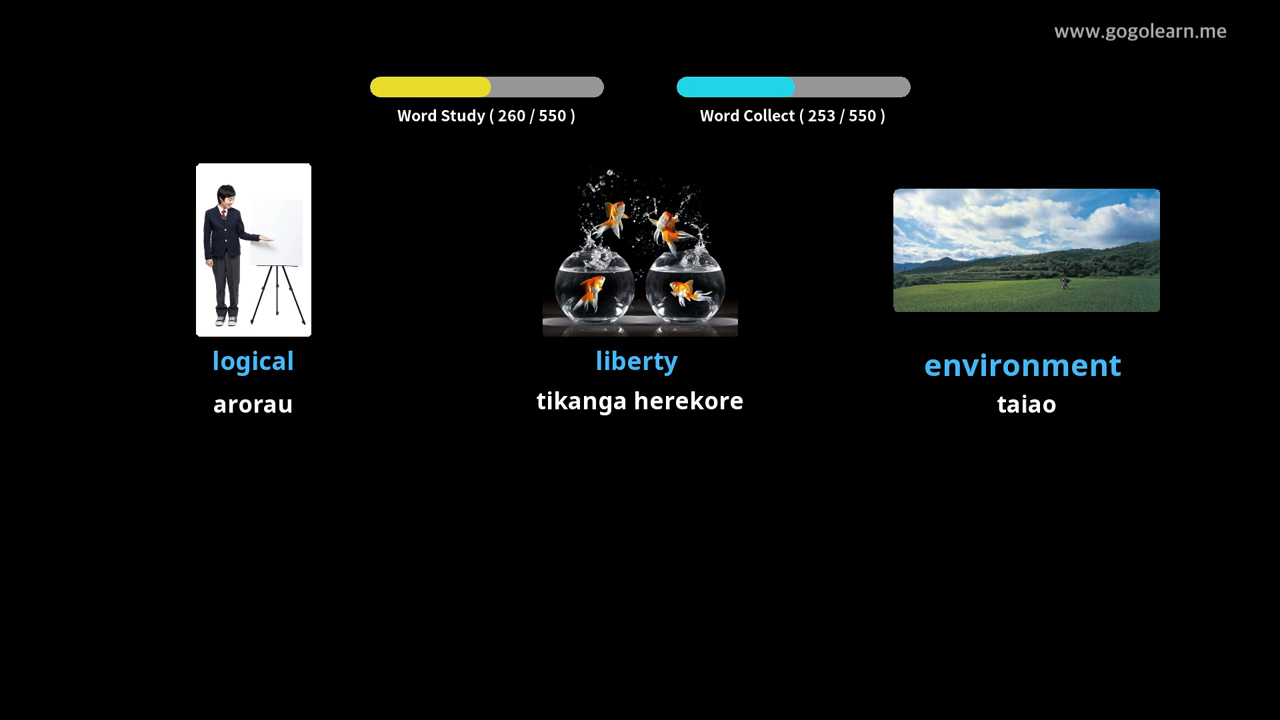 www.gogolearn.me
Word Study ( 260 / 550 )
Word Collect ( 253 / 550 )
logical
arorau
liberty
tikanga herekore
environment
taiao